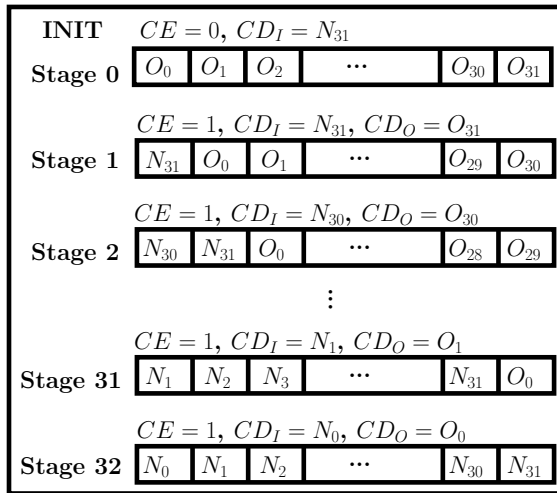 INIT CE = 0, CD_I = N_31
Stage 0 O_0 O_1 O_2 ... O_30 O_31
CE = 1, CD_I = N_31, CD_O = O_31
Stage 1 N_31 O_0 O_1 ... O_29 O_30
CE = 1, CD_I = N_30, CD_O = O_30
Stage 2 N_30 N_31 O_0 ... O_28 O_29
⋮
CE = 1, CD_I = N_1, CD_O = O_1
Stage 31 N_1 N_2 N_3 ... N_31 O_0
CE = 1, CD_I = N_0, CD_O = O_0
Stage 32 N_0 N_1 N_2 ... N_30 N_31